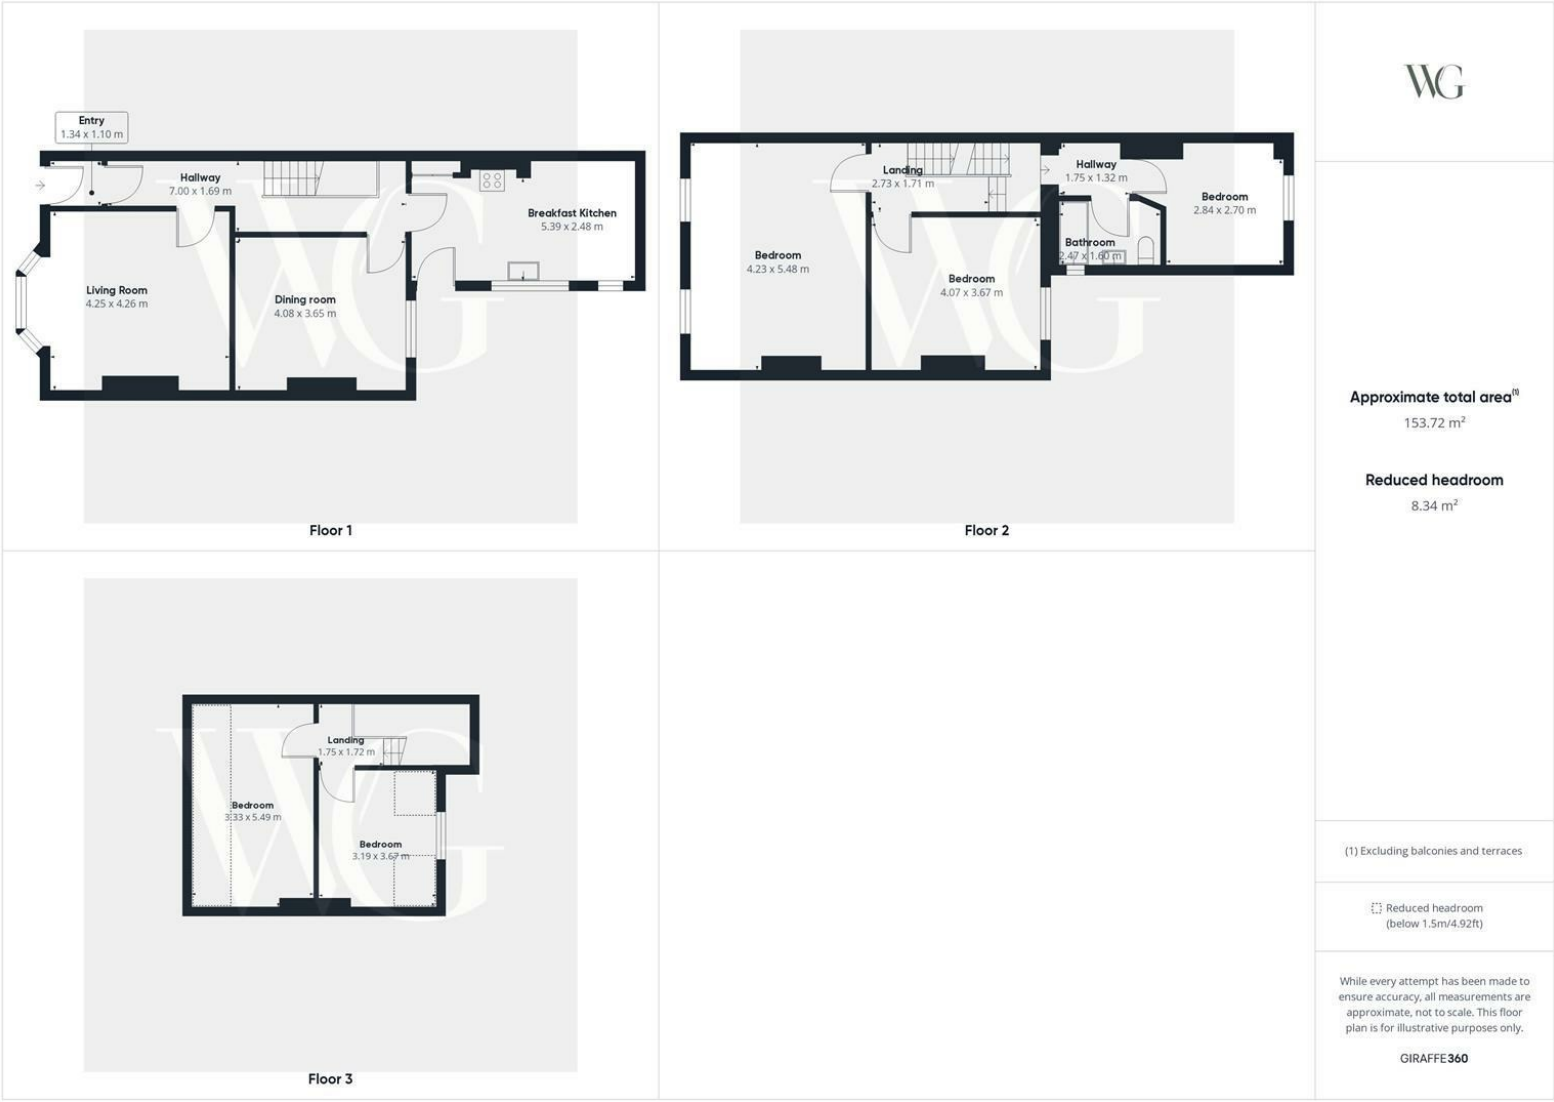 Entry
1.34 x 1.10 m
Hallway
7.00 x 1.69 m
Breakfast Kitchen
5.39 x 2.48 m
Living Room
4.25 x 4.26 m
Dining room
4.08 x 3.65 m
WG
Floor 1
Landing
2.73 x 1.71 m
Hallway
1.75 x 1.32 m
Bedroom
2.84 x 2.70 m
Bathroom
2.47 x 1.60 m
Bedroom
4.23 x 5.48 m
Bedroom
4.07 x 3.67 m
WG
Floor 2
Landing
1.75 x 1.72 m
Bedroom
3.33 x 5.49 m
Bedroom
3.19 x 3.67 m
WG
Floor 3
WG
Approximate total area(1)
153.72 m²
Reduced headroom
8.34 m²
(1) Excluding balconies and terraces
Reduced headroom
(below 1.5m/4.92ft)
While every attempt has been made to
ensure accuracy, all measurements are
approximate, not to scale. This floor
plan is for illustrative purposes only.
GIRAFFE360